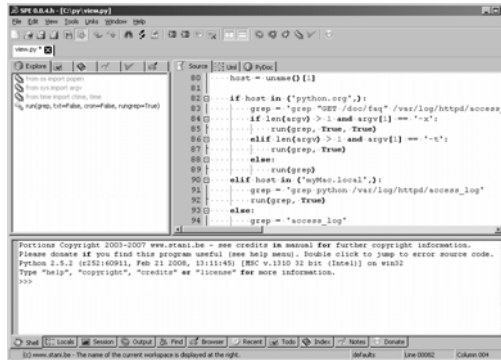 SPE 0.8.4.h - [C:\py\view.py]
File Edit View Tools Links Window Help
view.py *
Explore
Source Uml PyDoc
from os import popen
from sys import argv
from time import ctime, time
run(grep, txt=False, cron=False, rungrep=True)
80 host = uname()[1]
81
82 if host in ('python.org',):
83 grep = 'grep "GET /doc/faq" /var/log/httpd/access_
84 if len(argv) > 1 and argv[1] == '-x':
85 run(grep, True, True)
86 elif len(argv) > 1 and argv[1] == '-t':
87 run(grep, True)
88 else:
89 run(grep)
90 elif host in ('myMac.local',):
91 grep = 'grep python /var/log/httpd/access_log'
92 run(grep, True)
93 else:
94 grep = 'access_log'
Portions Copyright 2003-2007 www.stani.be - see credits in manual for further copyright information.
Please donate if you find this program useful (see help menu). Double click to jump to error source code.
Python 2.5.2 (r252:60911, Feb 21 2008, 13:11:45) [MSC v.1310 32 bit (Intel)] on win32
Type "help", "copyright", "credits" or "license" for more information.
>>>
Shell Locals Session Output Find Browser Recent Todo Index Notes Donate
(c) www.stani.be - The name of the current workspace is displayed at the right. defaults Line 00082 Column 004